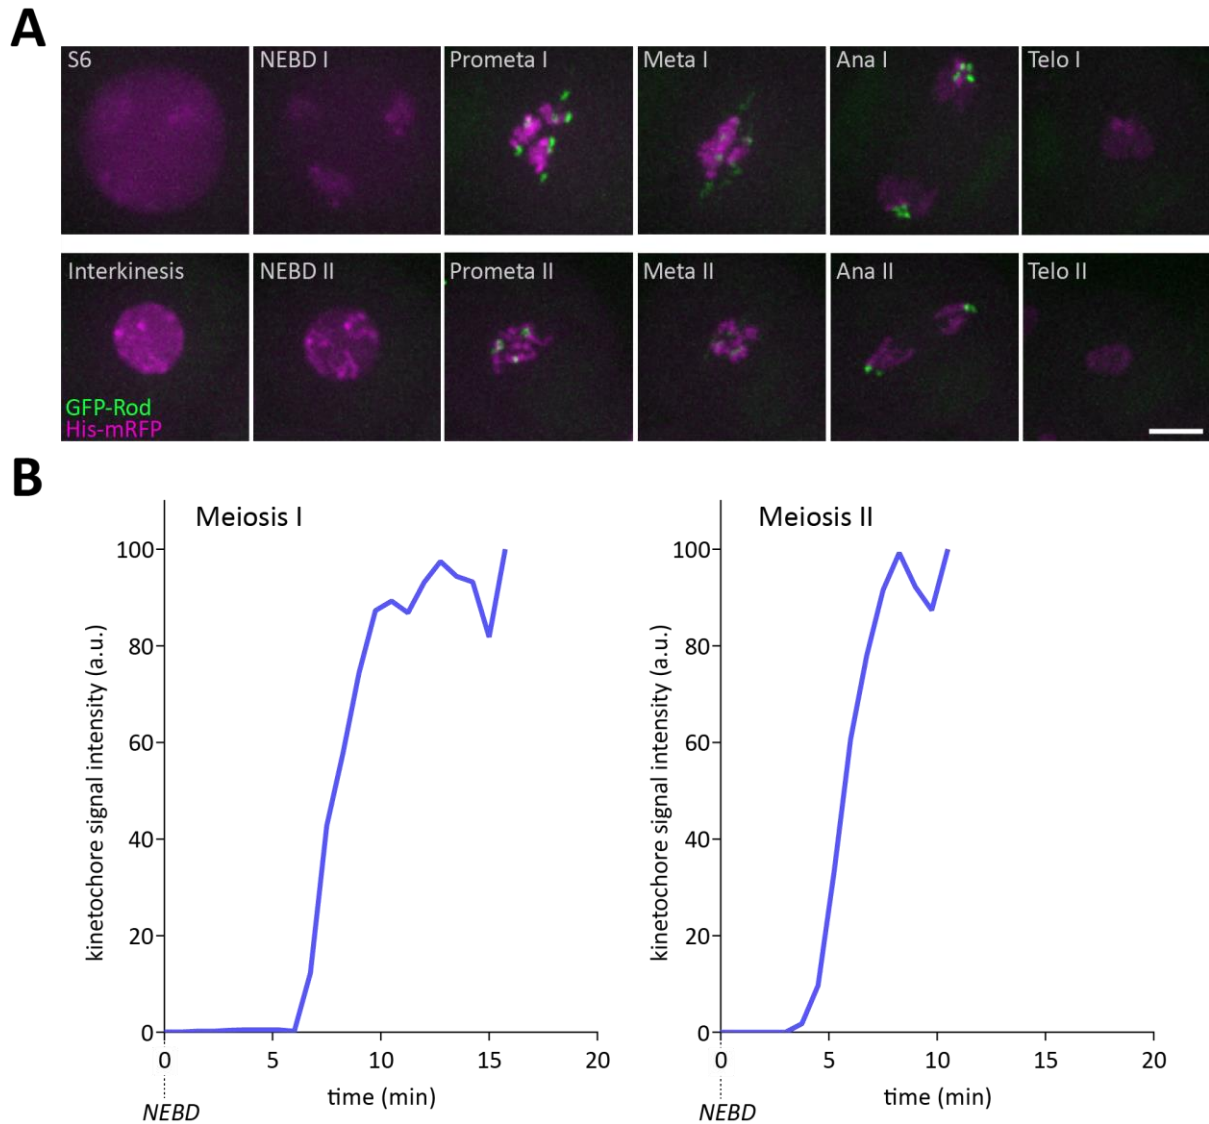 A
S6 NEBD I Prometa I Meta I Ana I Telo I
Interkinesis NEBD II Prometa II Meta II Ana II Telo II
GFP-Rod
His-mRFP
B
Meiosis I
kinetochore signal intensity (a.u.)
100
80
60
40
20
0
0 5 10 15 20
time (min)
NEBD
Meiosis II
kinetochore signal intensity (a.u.)
100
80
60
40
20
0
0 5 10 15 20
time (min)
NEBD